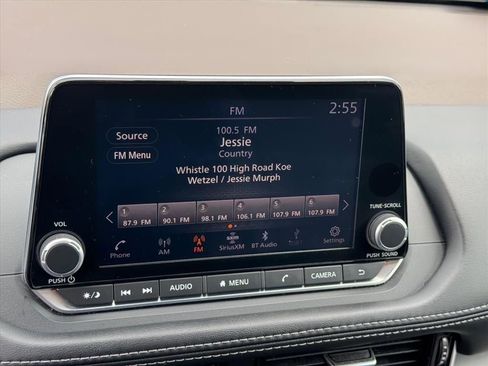 FM
2:55
Source
100.5 FM
Jessie
FM Menu
Country
Whistle 100 High Road Koe
Wetzel / Jessie Murph
1 2 3 4 5 6
87.9 FM 90.1 FM 98.1 FM 106.1 FM 107.9 FM 107.9 FM
VOL
TUNE•SCROLL
Phone AM FM SiriusXM BT Audio Settings
PUSH
PUSH SOUND
AUDIO MENU CAMERA